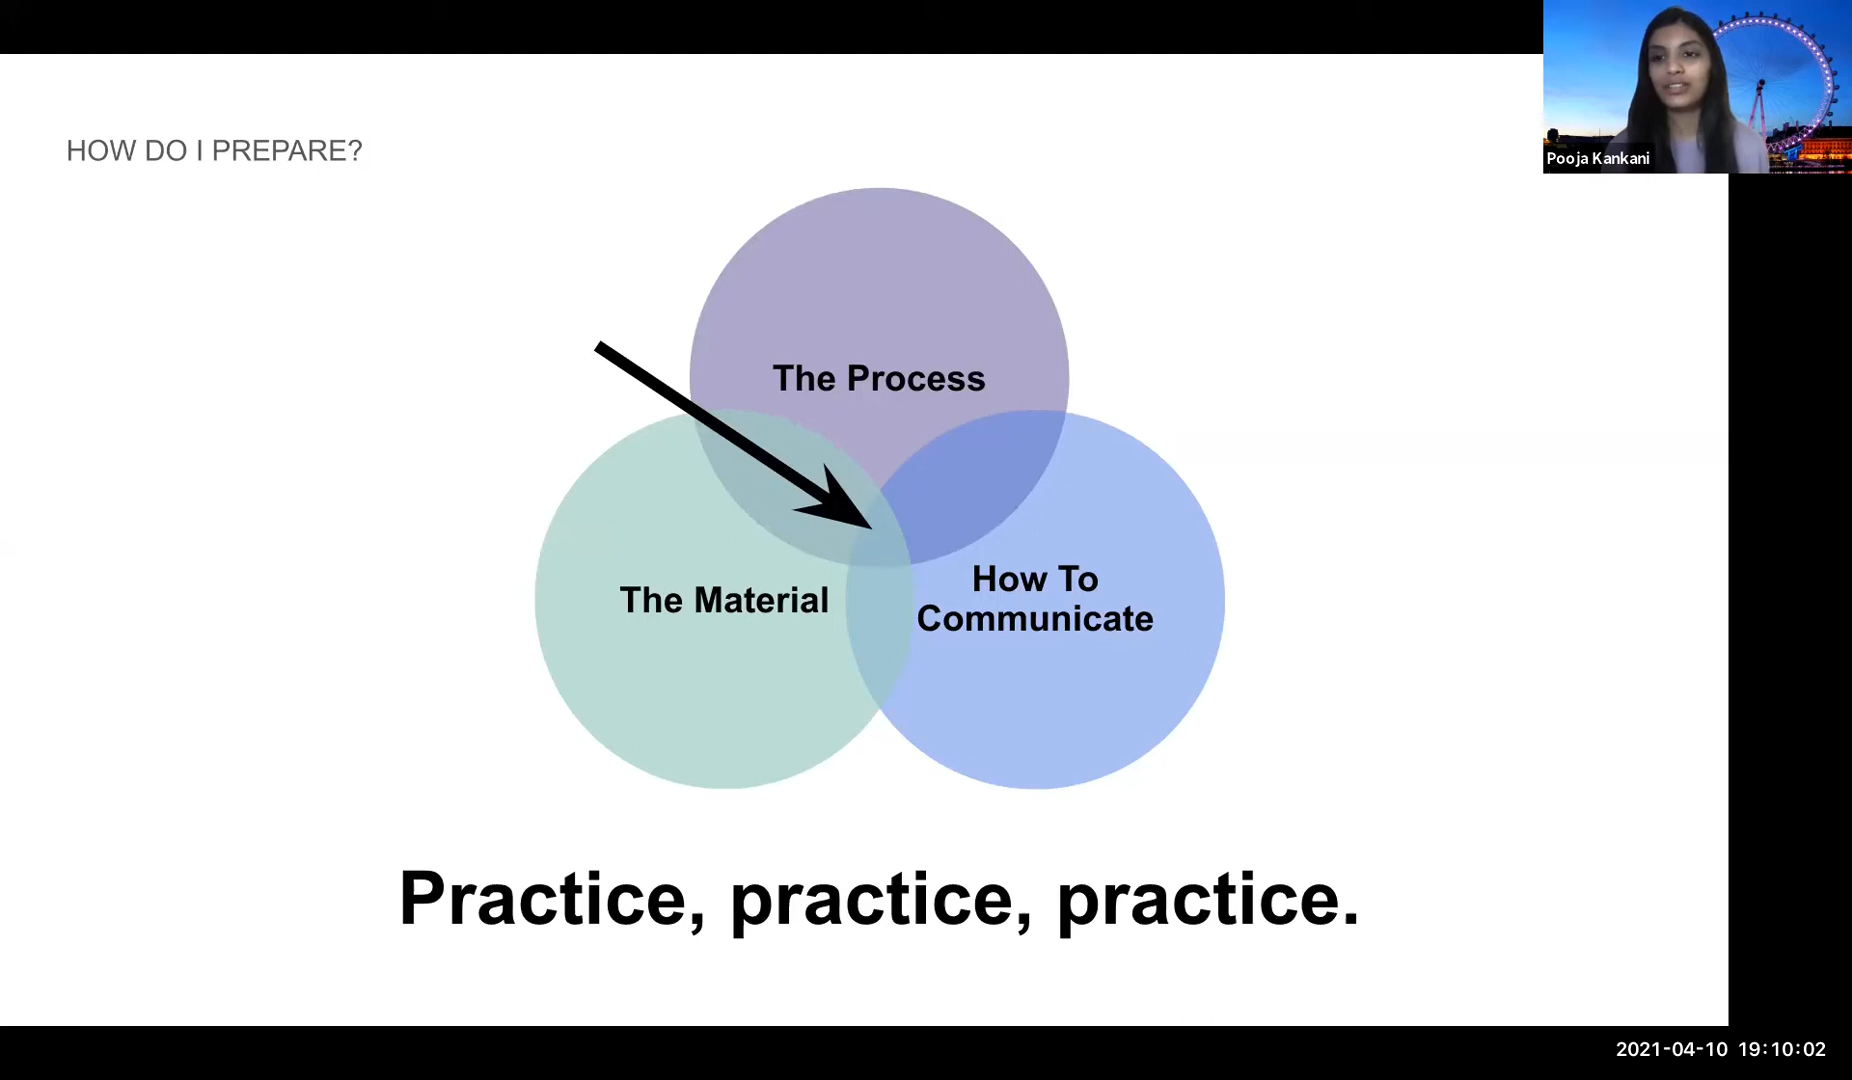 HOW DO I PREPARE?
Pooja Kankani
The Process
The Material
How To
Communicate
Practice, practice, practice.
2021-04-10 19:10:02